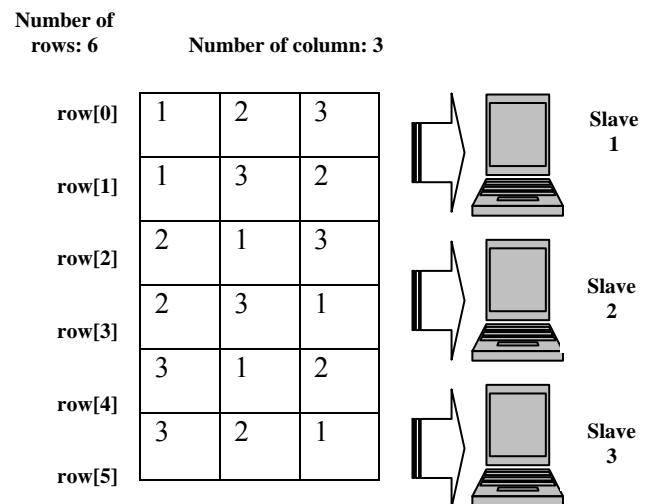 Number of
rows: 6
Number of column: 3
row[0] 1 2 3
Slave
1
row[1] 1 3 2
row[2] 2 1 3
Slave
2
row[3] 2 3 1
row[4] 3 1 2
Slave
3
row[5] 3 2 1